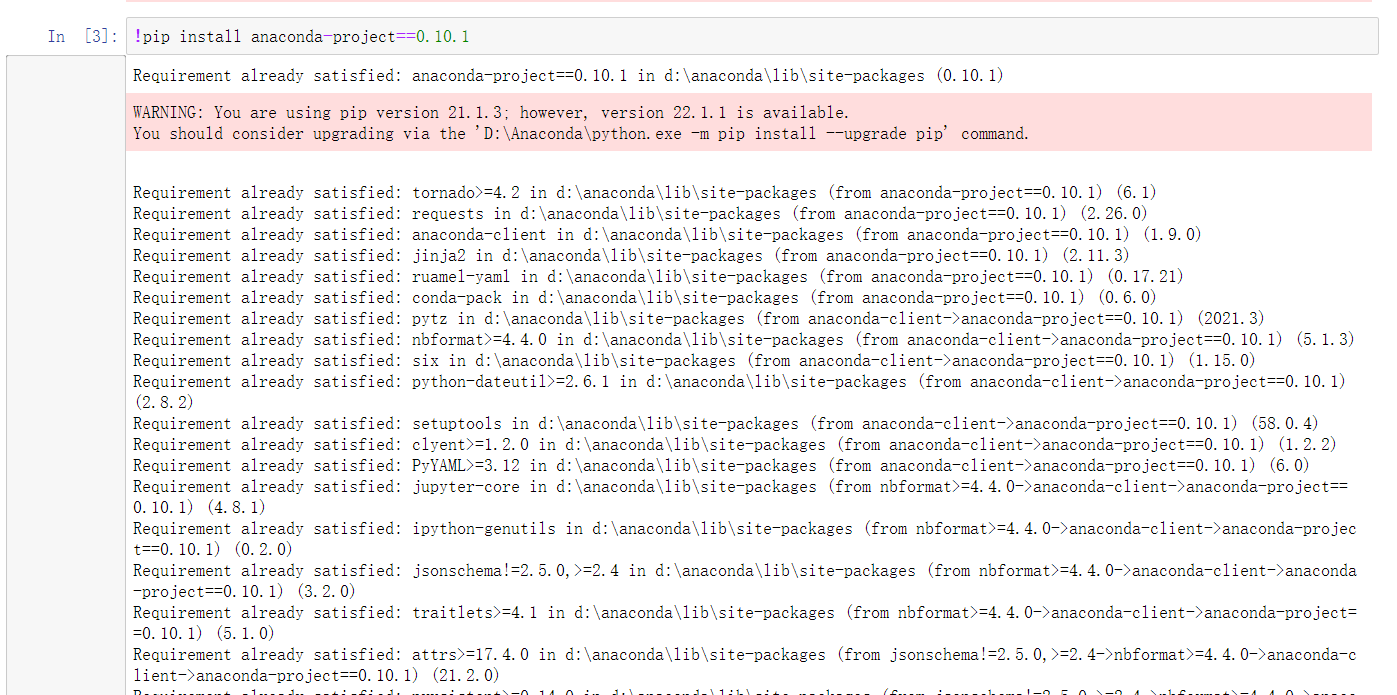 In [3]: !pip install anaconda-project==0.10.1
Requirement already satisfied: anaconda-project==0.10.1 in d:\anaconda\lib\site-packages (0.10.1)
WARNING: You are using pip version 21.1.3; however, version 22.1.1 is available.
You should consider upgrading via the 'D:\Anaconda\python.exe -m pip install --upgrade pip' command.
Requirement already satisfied: tornado>=4.2 in d:\anaconda\lib\site-packages (from anaconda-project==0.10.1) (6.1)
Requirement already satisfied: requests in d:\anaconda\lib\site-packages (from anaconda-project==0.10.1) (2.26.0)
Requirement already satisfied: anaconda-client in d:\anaconda\lib\site-packages (from anaconda-project==0.10.1) (1.9.0)
Requirement already satisfied: jinja2 in d:\anaconda\lib\site-packages (from anaconda-project==0.10.1) (2.11.3)
Requirement already satisfied: ruamel-yaml in d:\anaconda\lib\site-packages (from anaconda-project==0.10.1) (0.17.21)
Requirement already satisfied: conda-pack in d:\anaconda\lib\site-packages (from anaconda-project==0.10.1) (0.6.0)
Requirement already satisfied: pytz in d:\anaconda\lib\site-packages (from anaconda-client->anaconda-project==0.10.1) (2021.3)
Requirement already satisfied: nbformat>=4.4.0 in d:\anaconda\lib\site-packages (from anaconda-client->anaconda-project==0.10.1) (5.1.3)
Requirement already satisfied: six in d:\anaconda\lib\site-packages (from anaconda-client->anaconda-project==0.10.1) (1.15.0)
Requirement already satisfied: python-dateutil>=2.6.1 in d:\anaconda\lib\site-packages (from anaconda-client->anaconda-project==0.10.1)
(2.8.2)
Requirement already satisfied: setuptools in d:\anaconda\lib\site-packages (from anaconda-client->anaconda-project==0.10.1) (58.0.4)
Requirement already satisfied: clyent>=1.2.0 in d:\anaconda\lib\site-packages (from anaconda-client->anaconda-project==0.10.1) (1.2.2)
Requirement already satisfied: PyYAML>=3.12 in d:\anaconda\lib\site-packages (from anaconda-client->anaconda-project==0.10.1) (6.0)
Requirement already satisfied: jupyter-core in d:\anaconda\lib\site-packages (from nbformat>=4.4.0->anaconda-client->anaconda-project==
0.10.1) (4.8.1)
Requirement already satisfied: ipython-genutils in d:\anaconda\lib\site-packages (from nbformat>=4.4.0->anaconda-client->anaconda-projec
t==0.10.1) (0.2.0)
Requirement already satisfied: jsonschema!=2.5.0,>=2.4 in d:\anaconda\lib\site-packages (from nbformat>=4.4.0->anaconda-client->anaconda
-project==0.10.1) (3.2.0)
Requirement already satisfied: traitlets>=4.1 in d:\anaconda\lib\site-packages (from nbformat>=4.4.0->anaconda-client->anaconda-project=
=0.10.1) (5.1.0)
Requirement already satisfied: attrs>=17.4.0 in d:\anaconda\lib\site-packages (from jsonschema!=2.5.0,>=2.4->nbformat>=4.4.0->anaconda-c
lient->anaconda-project==0.10.1) (21.2.0)